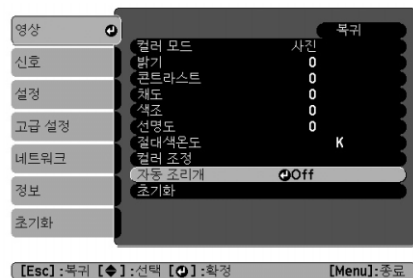 영상
신호
설정
고급 설정
네트워크
정보
초기화
복귀
컬러 모드 사진
밝기 0
콘트라스트 0
채도 0
색조 0
선명도 0
절대색온도 K
컬러 조정
자동 조리개 Off
초기화
[Esc]:복귀 [◆]:선택 [⏎]:확정 [Menu]:종료